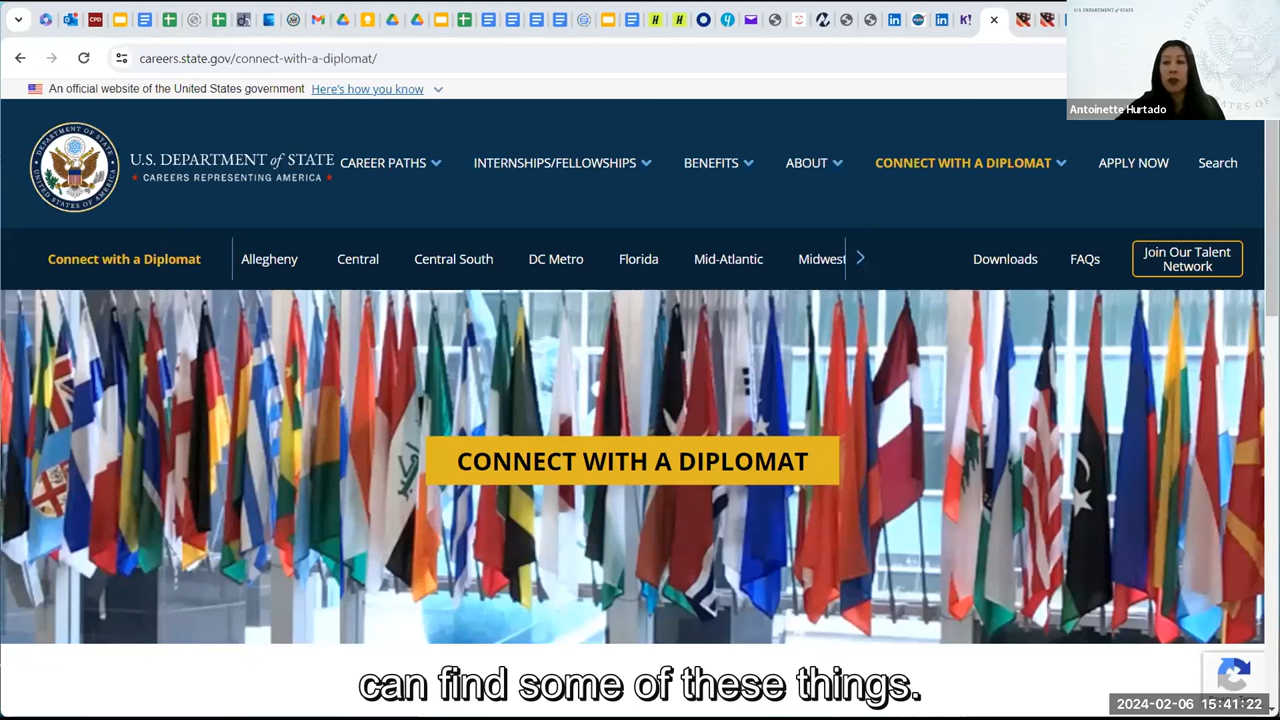 careers.state.gov/connect-with-a-diplomat/
U.S. DEPARTMENT of STATE
Antoinette Hurtado
An official website of the United States government Here's how you know
U.S. DEPARTMENT of STATE
CAREERS REPRESENTING AMERICA
CAREER PATHS INTERNSHIPS/FELLOWSHIPS BENEFITS ABOUT CONNECT WITH A DIPLOMAT APPLY NOW Search
Connect with a Diplomat Allegheny Central Central South DC Metro Florida Mid-Atlantic Midwest Downloads FAQs Join Our Talent
Network
CONNECT WITH A DIPLOMAT
can find some of these things.
2024-02-06 15:41:22